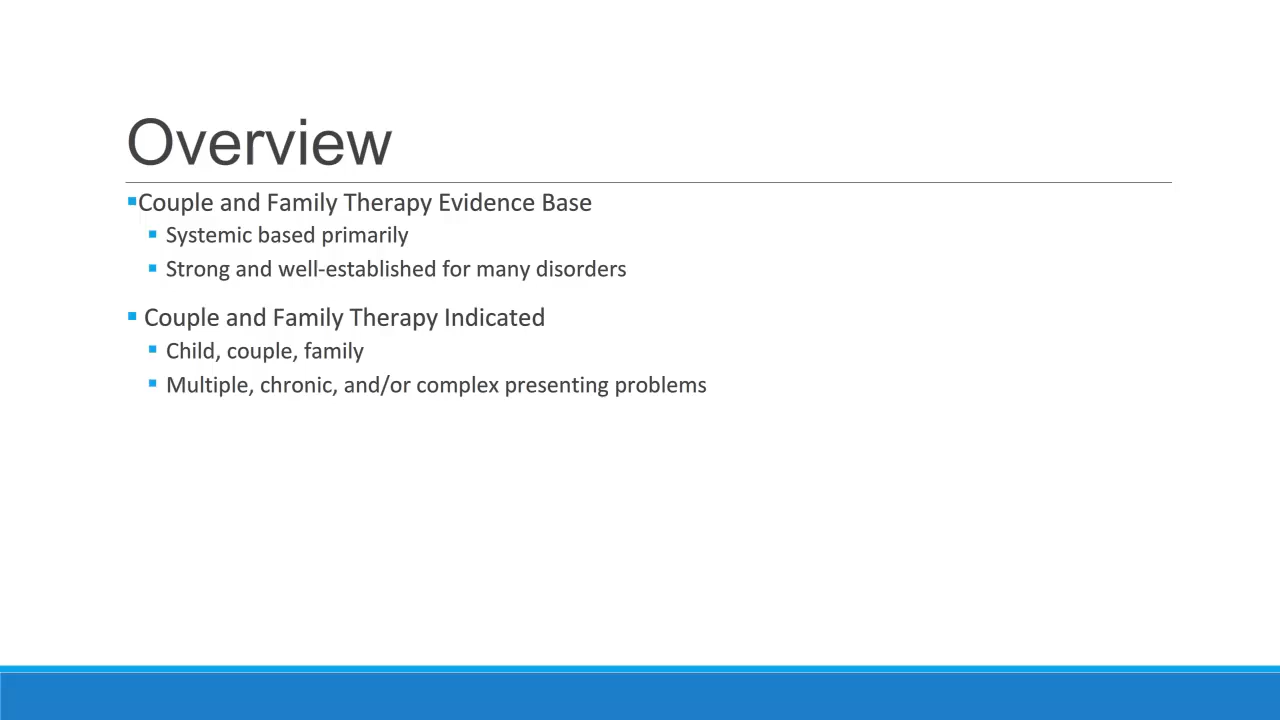 Overview
▪Couple and Family Therapy Evidence Base
▪ Systemic based primarily
▪ Strong and well-established for many disorders
▪ Couple and Family Therapy Indicated
▪ Child, couple, family
▪ Multiple, chronic, and/or complex presenting problems